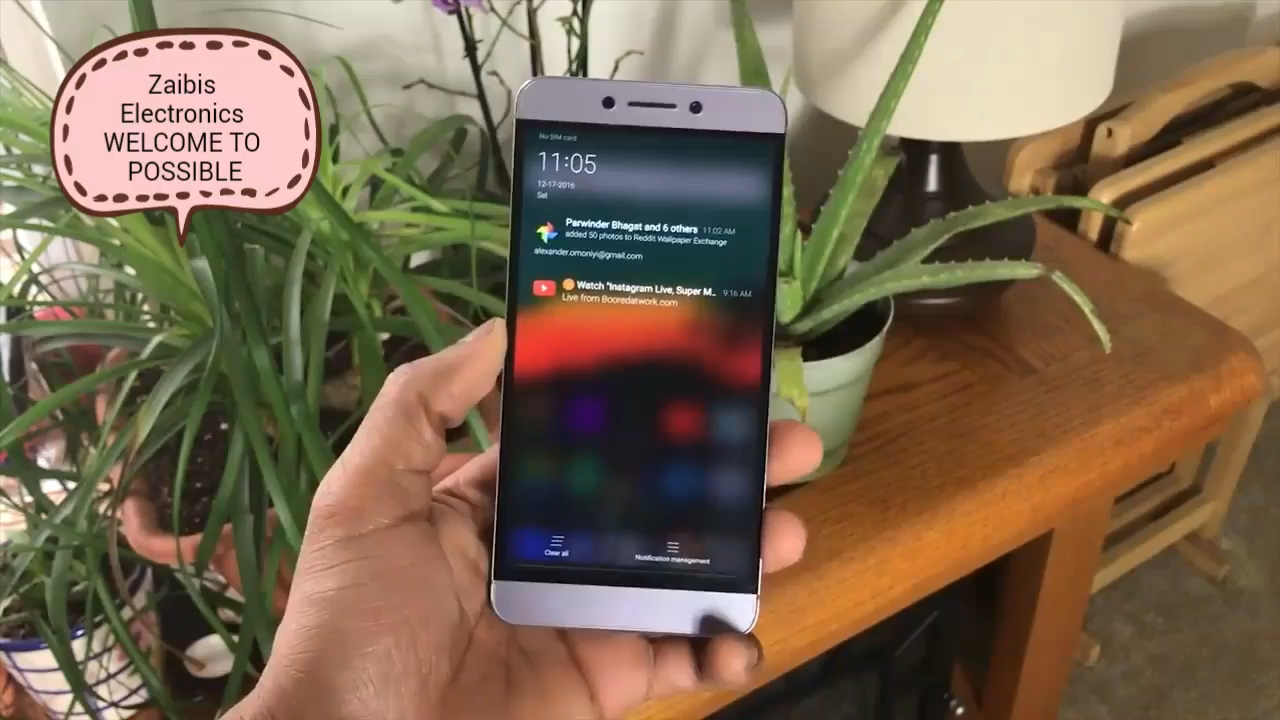 Zaibis
Electronics
WELCOME TO
POSSIBLE
No SIM card
11:05
12-17-2016
Sat
Parwinder Bhagat and 6 others 11:02 AM
added 50 photos to Reddit Wallpaper Exchange
alexander.omoniyi@gmail.com
Watch "Instagram Live, Super M... 9:16 AM
Live from Booredatwork.com
Clear all
Notification management